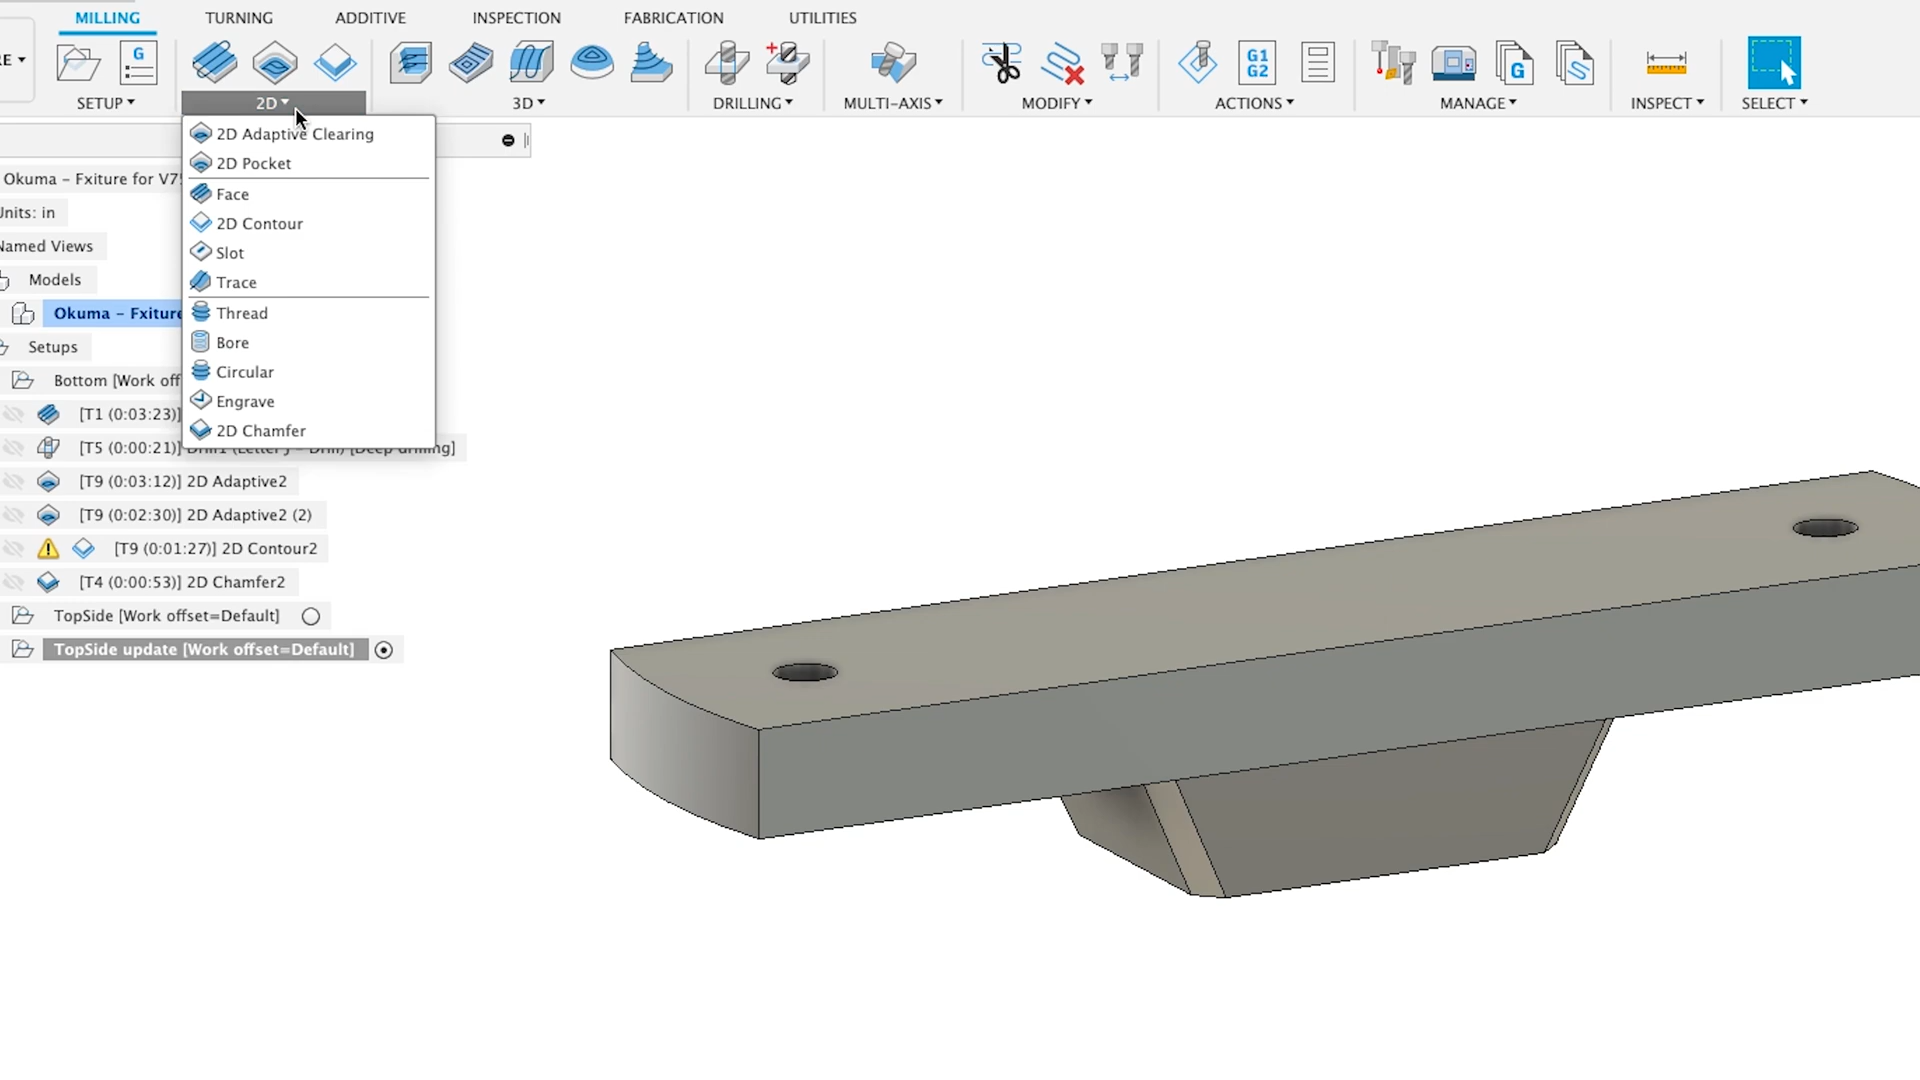 MILLING TURNING ADDITIVE INSPECTION FABRICATION UTILITIES
G G1 G2 G
SETUP 2D 3D DRILLING MULTI-AXIS MODIFY ACTIONS MANAGE INSPECT SELECT
2D Adaptive Clearing
2D Pocket
Face
2D Contour
Slot
Trace
Thread
Bore
Circular
Engrave
2D Chamfer
Okuma – Fxiture for
Units: in
Named Views
Models
Okuma – Fxiture
Setups
Bottom [Work
[T1 (0:03:23)]
[T5 (0:00:21)] [Deep drilling]
[T9 (0:03:12)] 2D Adaptive2
[T9 (0:02:30)] 2D Adaptive2 (2)
[T9 (0:01:27)] 2D Contour2
[T4 (0:00:53)] 2D Chamfer2
TopSide [Work offset=Default]
TopSide update [Work offset=Default]